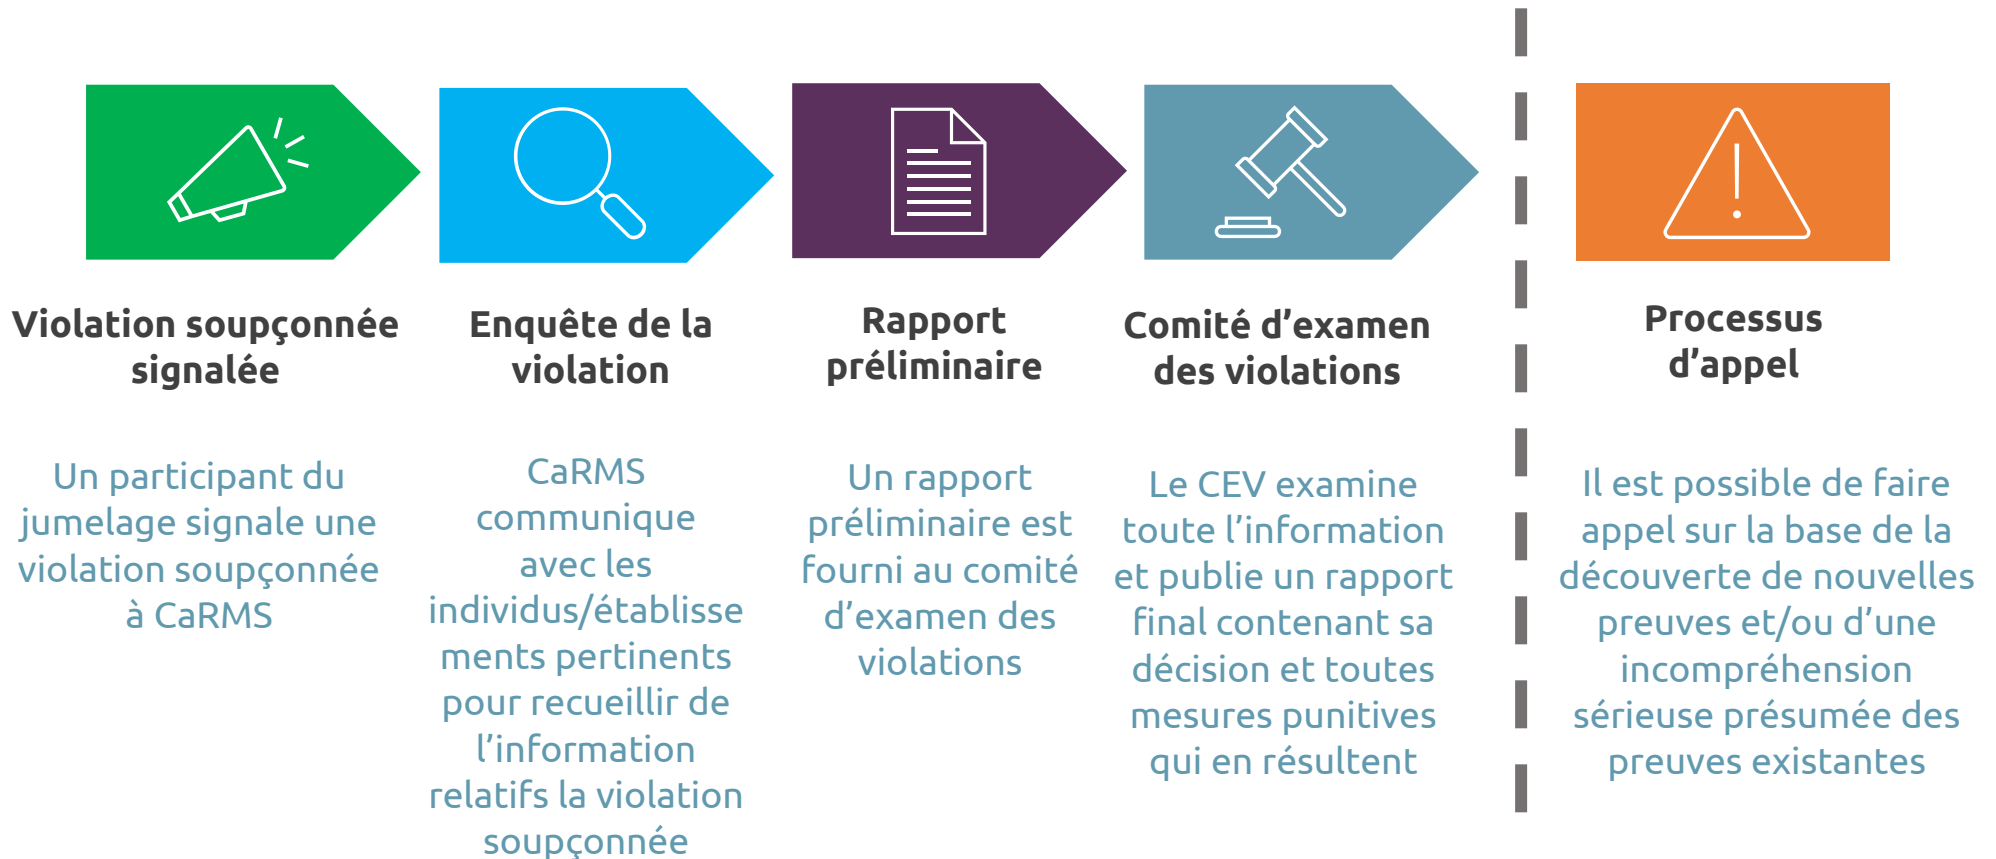 Violation soupçonnée
signalée
Un participant du
jumelage signale une
violation soupçonnée
à CaRMS
Enquête de la
violation
CaRMS
communique
avec les
individus/établisse
ments pertinents
pour recueillir de
l’information
relatifs la violation
soupçonnée
Rapport
préliminaire
Un rapport
préliminaire est
fourni au comité
d’examen des
violations
Comité d’examen
des violations
Le CEV examine
toute l’information
et publie un rapport
final contenant sa
décision et toutes
mesures punitives
qui en résultent
Processus
d’appel
Il est possible de faire
appel sur la base de la
découverte de nouvelles
preuves et/ou d’une
incompréhension
sérieuse présumée des
preuves existantes